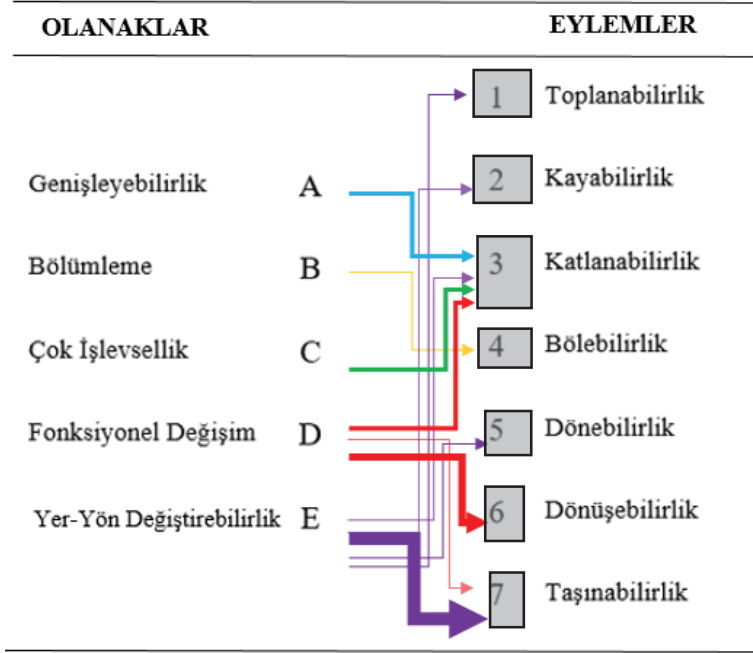 OLANAKLAR EYLEMLER
1 Toplanabilirlik
Genişleyebilirlik A 2 Kayabilirlik
Bölümleme B 3 Katlanabilirlik
Çok İşlevsellik C 4 Bölebilirlik
Fonksiyonel Değişim D 5 Dönebilirlik
Yer-Yön Değiştirebilirlik E 6 Dönüşebilirlik
7 Taşınabilirlik